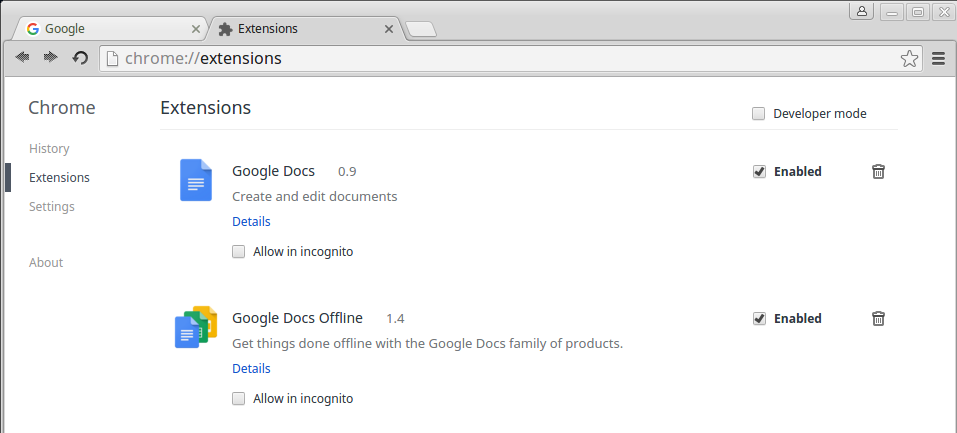 Google
Extensions
chrome://extensions
Chrome
Extensions
Developer mode
History
Extensions
Settings
About
Google Docs 0.9
Enabled
Create and edit documents
Details
Allow in incognito
Google Docs Offline 1.4
Enabled
Get things done offline with the Google Docs family of products.
Details
Allow in incognito